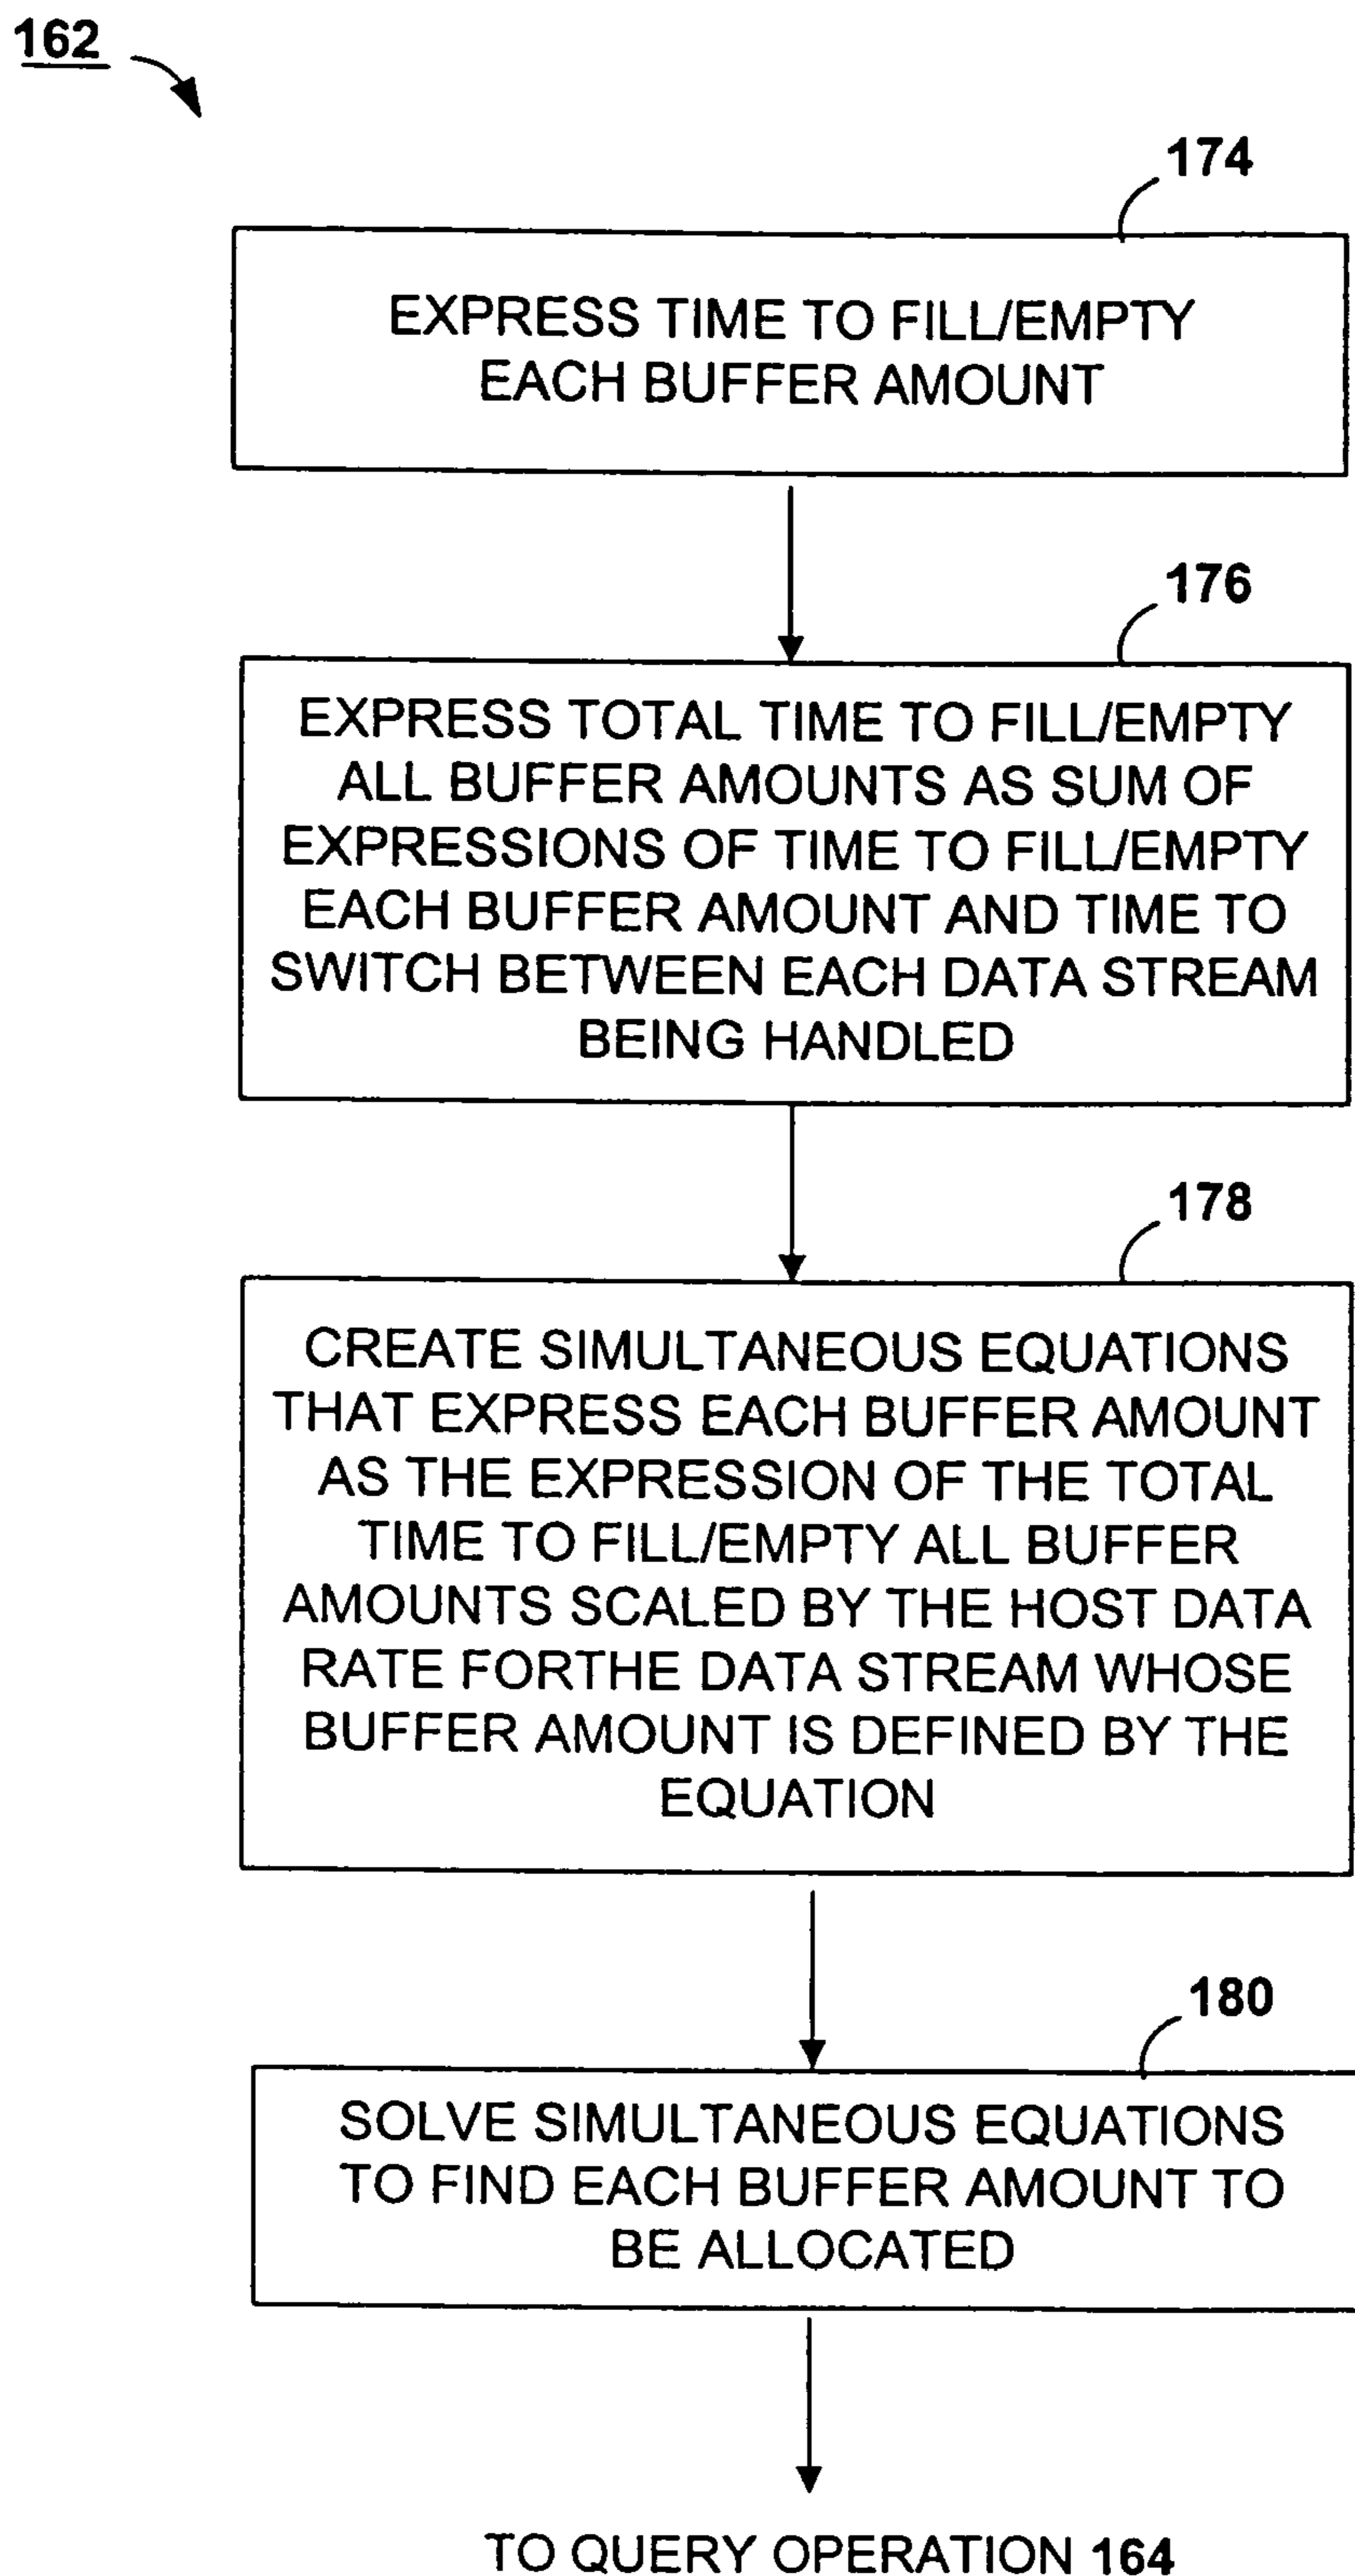 162
174
EXPRESS TIME TO FILL/EMPTY
EACH BUFFER AMOUNT
176
EXPRESS TOTAL TIME TO FILL/EMPTY
ALL BUFFER AMOUNTS AS SUM OF
EXPRESSIONS OF TIME TO FILL/EMPTY
EACH BUFFER AMOUNT AND TIME TO
SWITCH BETWEEN EACH DATA STREAM
BEING HANDLED
178
CREATE SIMULTANEOUS EQUATIONS
THAT EXPRESS EACH BUFFER AMOUNT
AS THE EXPRESSION OF THE TOTAL
TIME TO FILL/EMPTY ALL BUFFER
AMOUNTS SCALED BY THE HOST DATA
RATE FORTHE DATA STREAM WHOSE
BUFFER AMOUNT IS DEFINED BY THE
EQUATION
180
SOLVE SIMULTANEOUS EQUATIONS
TO FIND EACH BUFFER AMOUNT TO
BE ALLOCATED
TO QUERY OPERATION 164